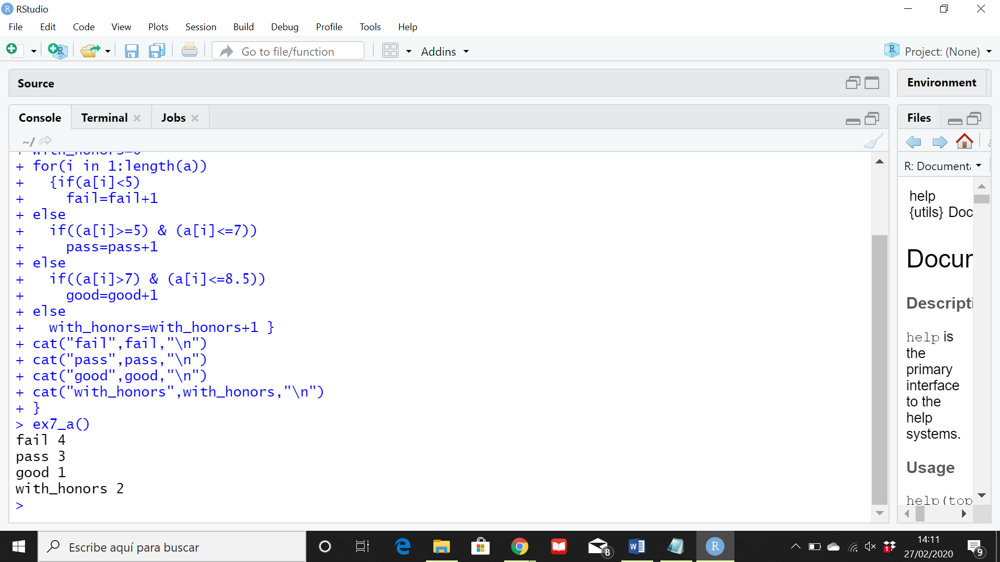 RStudio
File Edit Code View Plots Session Build Debug Profile Tools Help
Go to file/function
Addins
Project: (None)
Source
Environment
Console Terminal Jobs
Files
~/
R: Document
+ with_honors=0
+ for(i in 1:length(a))
+   {if(a[i]<5)
+     fail=fail+1
+ else
+   if((a[i]>=5) & (a[i]<=7))
+     pass=pass+1
+ else
+   if((a[i]>7) & (a[i]<=8.5))
+     good=good+1
+ else
+   with_honors=with_honors+1 }
+ cat("fail",fail,"\n")
+ cat("pass",pass,"\n")
+ cat("good",good,"\n")
+ cat("with_honors",with_honors,"\n")
+ }
> ex7_a()
fail 4
pass 3
good 1
with_honors 2
>
help
{utils} Doc
Docur
Descripti
help is
the
primary
interface
to the
help
systems.
Usage
help(top
Escribe aquí para buscar
8
1
14:11
27/02/2020
9